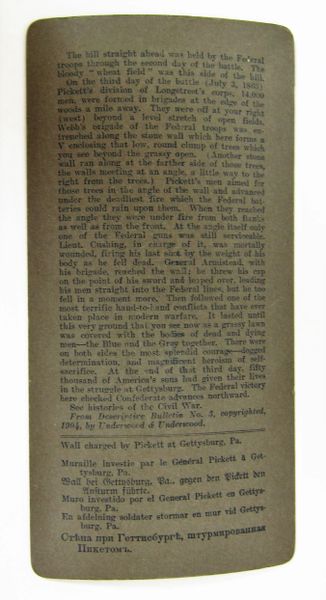 The hill straight ahead was held by the Federal
troops through the second day of the battle. The
bloody "wheat field" was this side of the hill.
On the third day of the battle (July 3, 1863)
Pickett's division of Longstreet's corps, 14,000
men, were formed in brigades at the edge of the
woods a mile away. They were off at your right
(west) beyond a level stretch of open fields.
Webb's brigade of the Federal troops was en-
trenched along the stone wall which here forms a
V enclosing that low, round clump of trees which
you see beyond the grassy open. (Another stone
wall ran along at the farther side of those trees,
the walls meeting at an angle, a little way to the
right from the trees.) Pickett's men aimed for
those trees in the angle of the wall and advanced
under the deadliest fire which the Federal bat-
teries could rain upon them. When they reached
the angle they were under fire from both flanks
as well as from the front. At the angle itself only
one of the Federal guns was still serviceable.
Lieut. Cushing, in charge of it, was mortally
wounded, firing his last shot by the weight of his
body as he fell dead. General Armistead, with
his brigade, reached the wall; he threw his cap
on the point of his sword and leaped over, leading
his men straight into the Federal lines, but he too
fell in a moment more. Then followed one of the
most terrific hand-to-hand conflicts that have ever
taken place in modern warfare. It lasted until
this very ground that you see now as a grassy lawn
was covered with the bodies of dead and dying
men—the Blue and the Gray together. There were
on both sides the most splendid courage—dogged
determination, and magnificent heroism of self-
sacrifice. At the end of that third day, fifty
thousand of America's sons had given their lives
in the struggle at Gettysburg. The Federal victory
here checked Confederate advances northward.
See histories of the Civil War.
From Descriptive Bulletin No. 3, copyrighted,
1904, by Underwood & Underwood.
Wall charged by Pickett at Gettysburg, Pa.
Muraille investie par le Général Pickett à Get-
tysburg, Pa.
Wall bei Gettysburg, Pa., gegen den Pickett den
Ansturm führte.
Muro investido por el General Pickett en Gettys-
burg, Pa.
En afdelning soldater stormar en mur vid Gettys-
burg, Pa.
Стѣна при Геттисбургѣ, штурмированная
Пикетомъ.